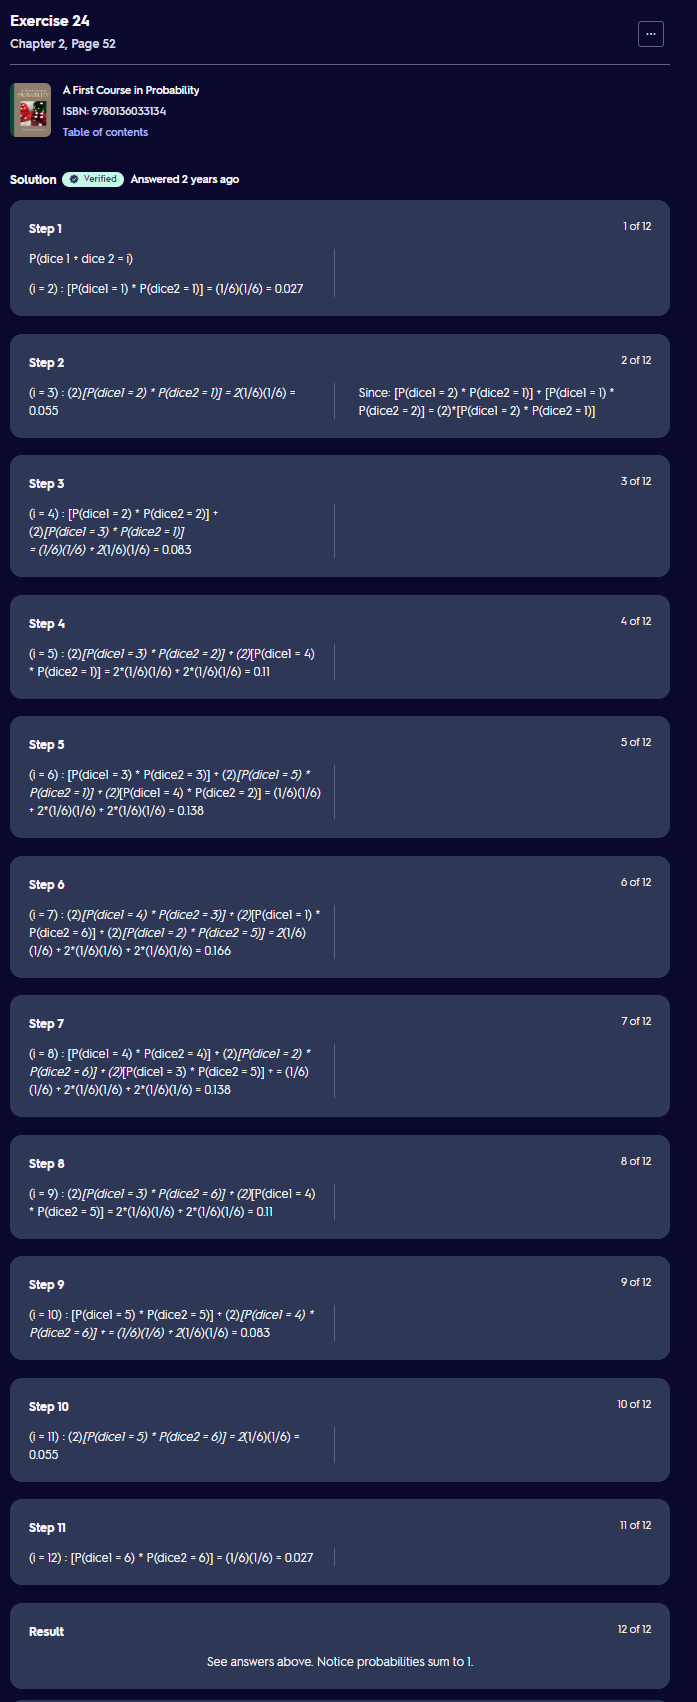 Exercise 24
Chapter 2, Page 52
...
A First Course in Probability
ISBN: 9780136033134
Table of contents
Solution Verified Answered 2 years ago
Step 1
1 of 12
P(dice 1 + dice 2 = i)
(i = 2) : [P(dice1 = 1) * P(dice2 = 1)] = (1/6)(1/6) = 0.027
Step 2
2 of 12
(i = 3) : (2)[P(dice1 = 2) * P(dice2 = 1)] = 2(1/6)(1/6) =
0.055
Since: [P(dice1 = 2) * P(dice2 = 1)] + [P(dice1 = 1) *
P(dice2 = 2)] = (2)*[P(dice1 = 2) * P(dice2 = 1)]
Step 3
3 of 12
(i = 4) : [P(dice1 = 2) * P(dice2 = 2)] +
(2)[P(dice1 = 3) * P(dice2 = 1)]
= (1/6)(1/6) + 2(1/6)(1/6) = 0.083
Step 4
4 of 12
(i = 5) : (2)[P(dice1 = 3) * P(dice2 = 2)] + (2)[P(dice1 = 4)
* P(dice2 = 1)] = 2*(1/6)(1/6) + 2*(1/6)(1/6) = 0.11
Step 5
5 of 12
(i = 6) : [P(dice1 = 3) * P(dice2 = 3)] + (2)[P(dice1 = 5) *
P(dice2 = 1)] + (2)[P(dice1 = 4) * P(dice2 = 2)] = (1/6)(1/6)
+ 2*(1/6)(1/6) + 2*(1/6)(1/6) = 0.138
Step 6
6 of 12
(i = 7) : (2)[P(dice1 = 4) * P(dice2 = 3)] + (2)[P(dice1 = 1) *
P(dice2 = 6)] + (2)[P(dice1 = 2) * P(dice2 = 5)] = 2(1/6)
(1/6) + 2*(1/6)(1/6) + 2*(1/6)(1/6) = 0.166
Step 7
7 of 12
(i = 8) : [P(dice1 = 4) * P(dice2 = 4)] + (2)[P(dice1 = 2) *
P(dice2 = 6)] + (2)[P(dice1 = 3) * P(dice2 = 5)] + = (1/6)
(1/6) + 2*(1/6)(1/6) + 2*(1/6)(1/6) = 0.138
Step 8
8 of 12
(i = 9) : (2)[P(dice1 = 3) * P(dice2 = 6)] + (2)[P(dice1 = 4)
* P(dice2 = 5)] = 2*(1/6)(1/6) + 2*(1/6)(1/6) = 0.11
Step 9
9 of 12
(i = 10) : [P(dice1 = 5) * P(dice2 = 5)] + (2)[P(dice1 = 4) *
P(dice2 = 6)] + = (1/6)(1/6) + 2(1/6)(1/6) = 0.083
Step 10
10 of 12
(i = 11) : (2)[P(dice1 = 5) * P(dice2 = 6)] = 2(1/6)(1/6) =
0.055
Step 11
11 of 12
(i = 12) : [P(dice1 = 6) * P(dice2 = 6)] = (1/6)(1/6) = 0.027
Result
12 of 12
See answers above. Notice probabilities sum to 1.